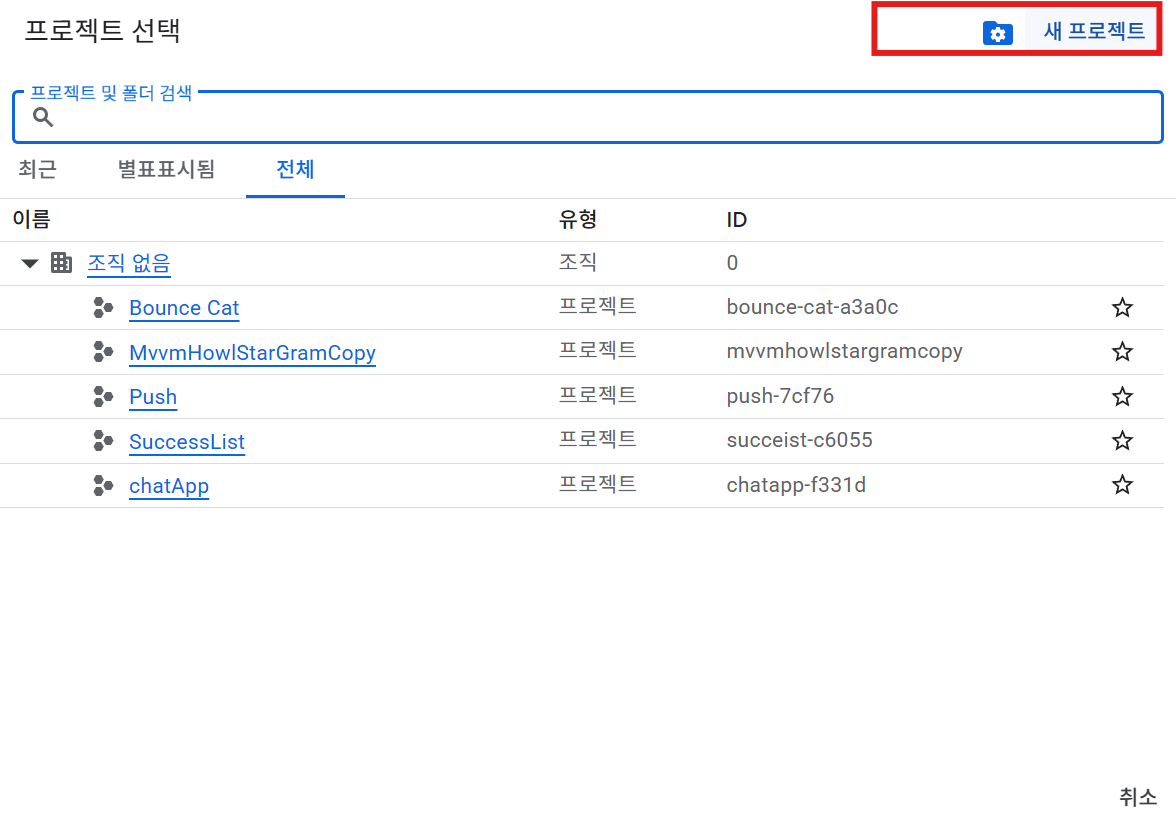 프로젝트 선택
새 프로젝트
프로젝트 및 폴더 검색
최근 별표표시됨 전체
이름 유형 ID
조직 없음 조직 0
Bounce Cat 프로젝트 bounce-cat-a3a0c
MvvmHowlStarGramCopy 프로젝트 mvvmhowlstargramcopy
Push 프로젝트 push-7cf76
SuccessList 프로젝트 succeist-c6055
chatApp 프로젝트 chatapp-f331d
취소